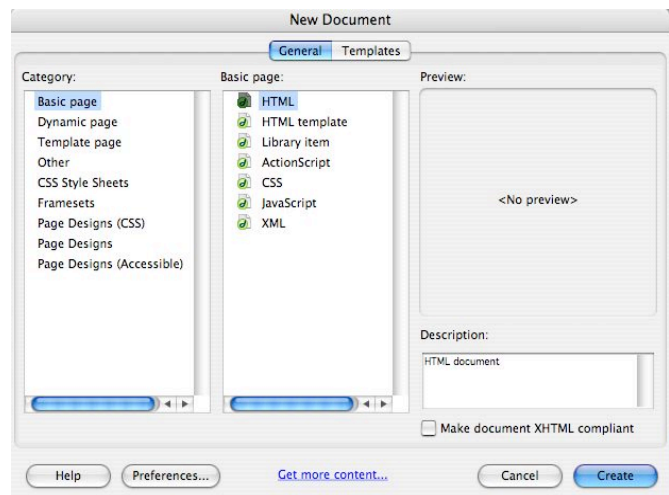 New Document
General
Templates
Category:
Basic page
Dynamic page
Template page
Other
CSS Style Sheets
Framesets
Page Designs (CSS)
Page Designs
Page Designs (Accessible)
Basic page:
HTML
HTML template
Library item
ActionScript
CSS
JavaScript
XML
Preview:
<No preview>
Description:
HTML document
Make document XHTML compliant
Help
Preferences...
Get more content...
Cancel
Create